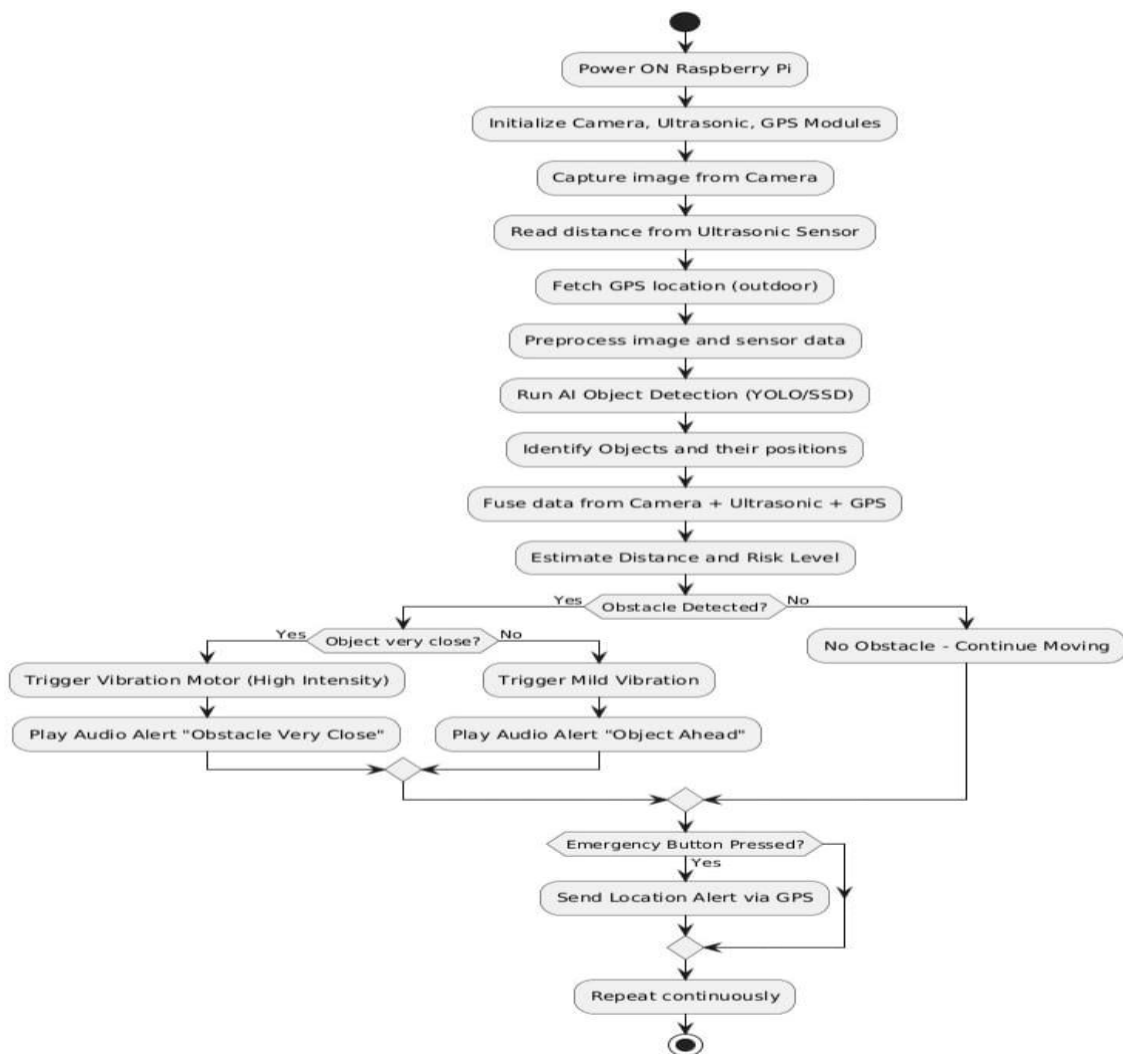 Power ON Raspberry Pi
Initialize Camera, Ultrasonic, GPS Modules
Capture image from Camera
Read distance from Ultrasonic Sensor
Fetch GPS location (outdoor)
Preprocess image and sensor data
Run AI Object Detection (YOLO/SSD)
Identify Objects and their positions
Fuse data from Camera + Ultrasonic + GPS
Estimate Distance and Risk Level
Yes
Obstacle Detected?
No
Yes
Object very close?
No
No Obstacle - Continue Moving
Trigger Vibration Motor (High Intensity)
Trigger Mild Vibration
Play Audio Alert "Obstacle Very Close"
Play Audio Alert "Object Ahead"
Emergency Button Pressed?
Yes
Send Location Alert via GPS
Repeat continuously